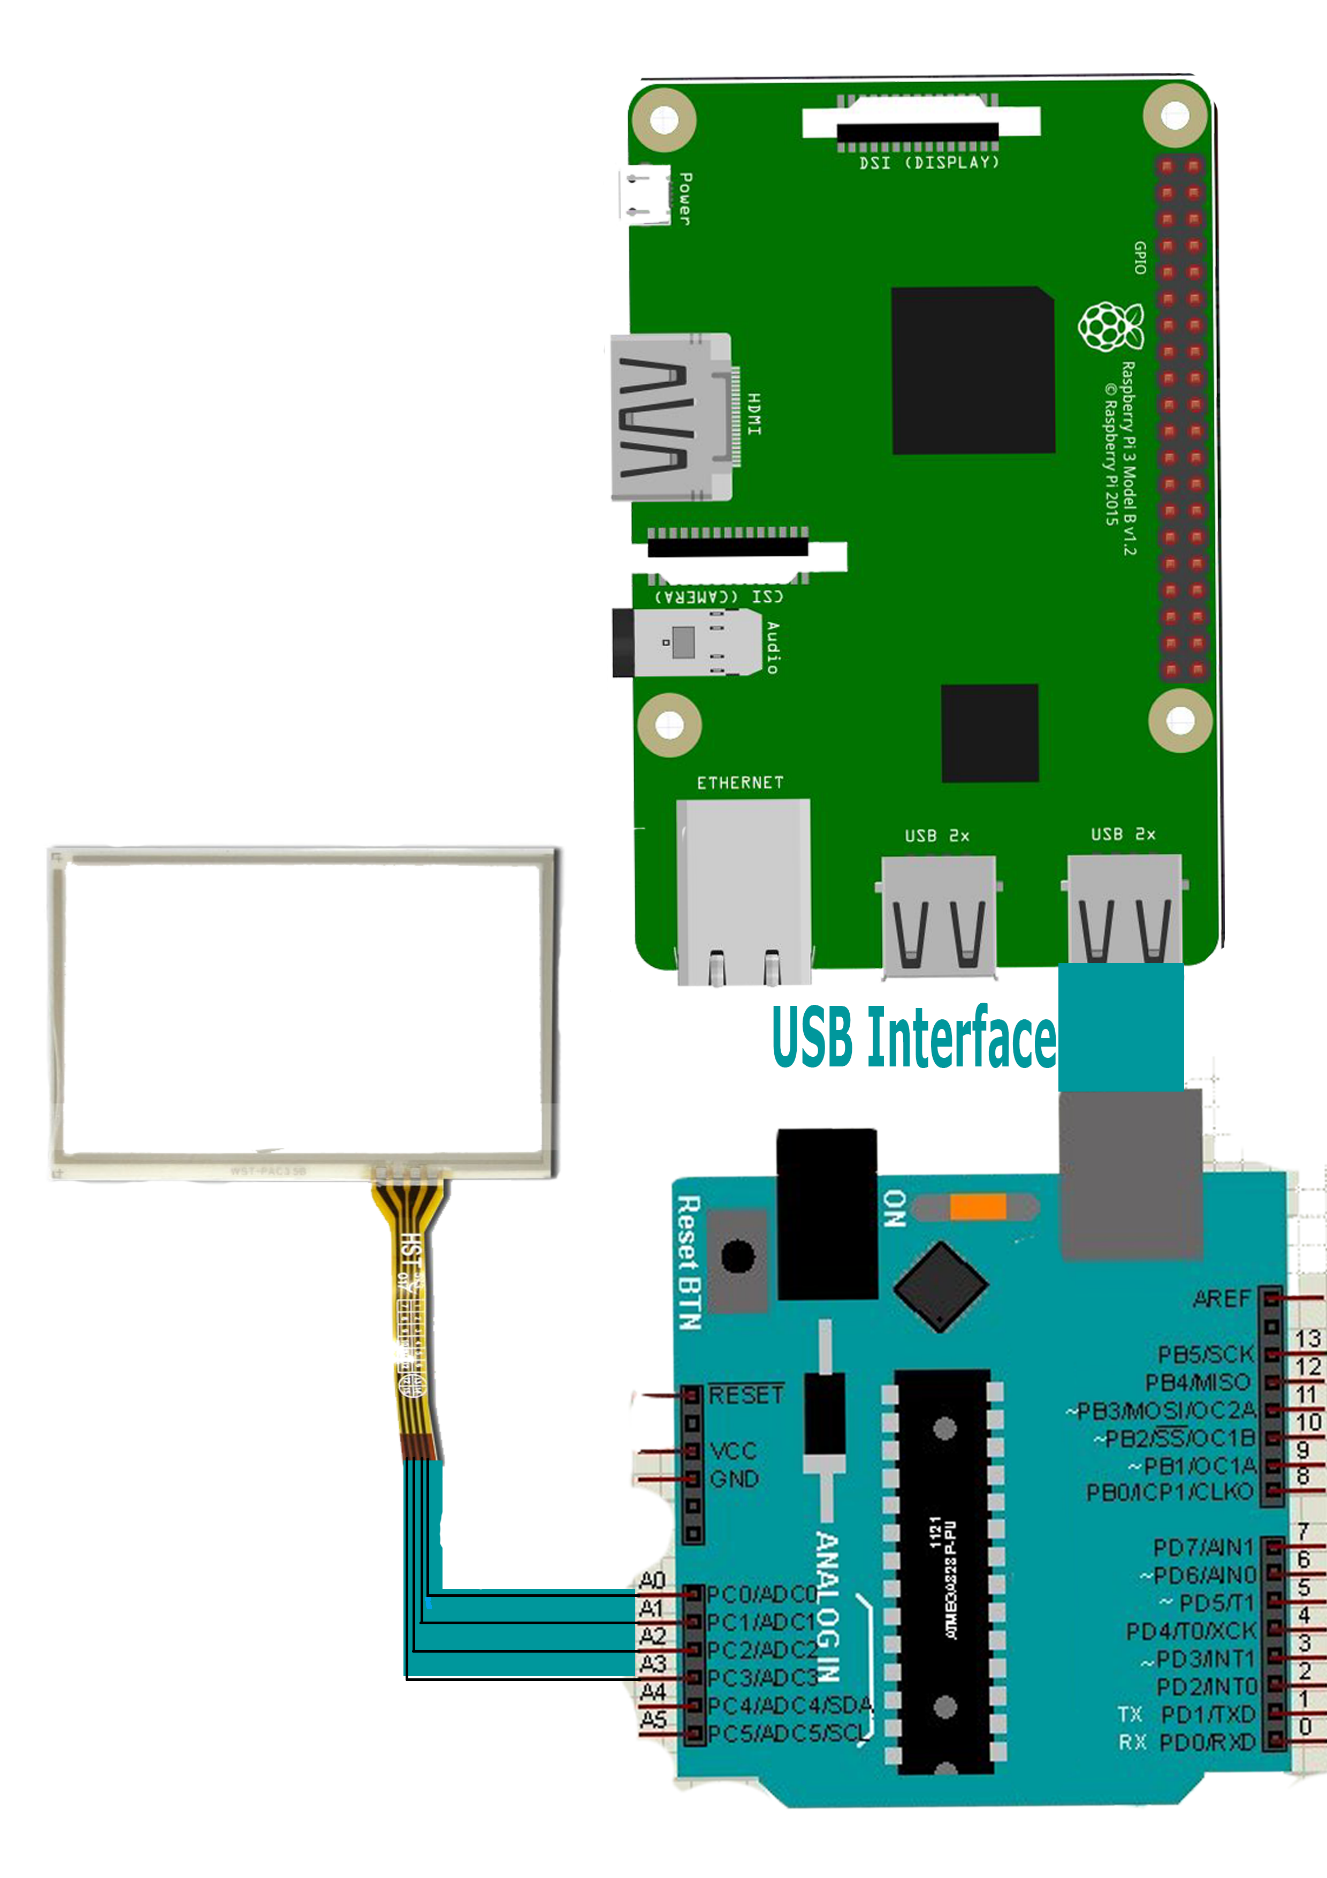 DSI (DISPLAY)
Power
GPIO
HDMI
Raspberry Pi 3 Model B v1.2
© Raspberry Pi 2015
CSI (CAMERA)
Audio
ETHERNET
USB 2x
USB 2x
USB Interface
WST-PAC35B
HST
Reset BTN
ON
RESET
VCC
GND
ANALOG IN
A0 PC0/ADC0
A1 PC1/ADC1
A2 PC2/ADC2
A3 PC3/ADC3
A4 PC4/ADC4/SDA
A5 PC5/ADC5/SCL
1121
ATMEGA328P-PU
AREF
PB5/SCK 13
PB4/MISO 12
~PB3/MOSI/OC2A 11
~PB2/SS/OC1B 10
~PB1/OC1A 9
PB0/ICP1/CLKO 8
PD7/AIN1 7
~PD6/AIN0 6
~PD5/T1 5
PD4/T0/XCK 4
~PD3/INT1 3
PD2/INT0 2
TX PD1/TXD 1
RX PD0/RXD 0